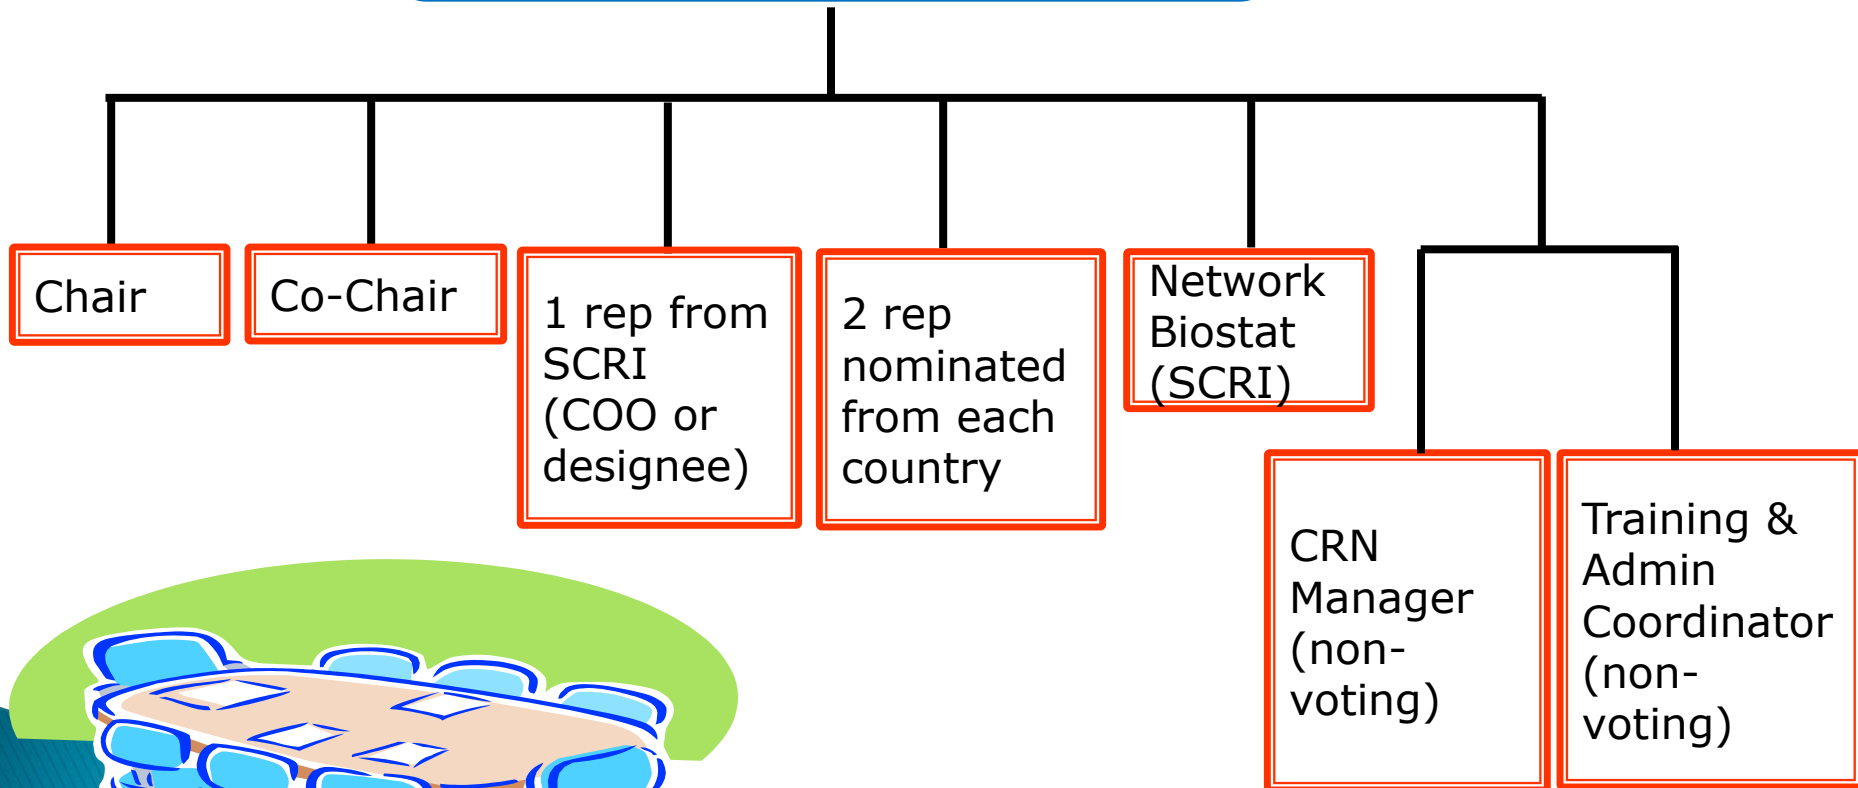 Chair
Co-Chair
1 rep from
SCRI
(COO or
designee)
2 rep
nominated
from each
country
Network
Biostat
(SCRI)
CRN
Manager
(non-
voting)
Training &
Admin
Coordinator
(non-
voting)